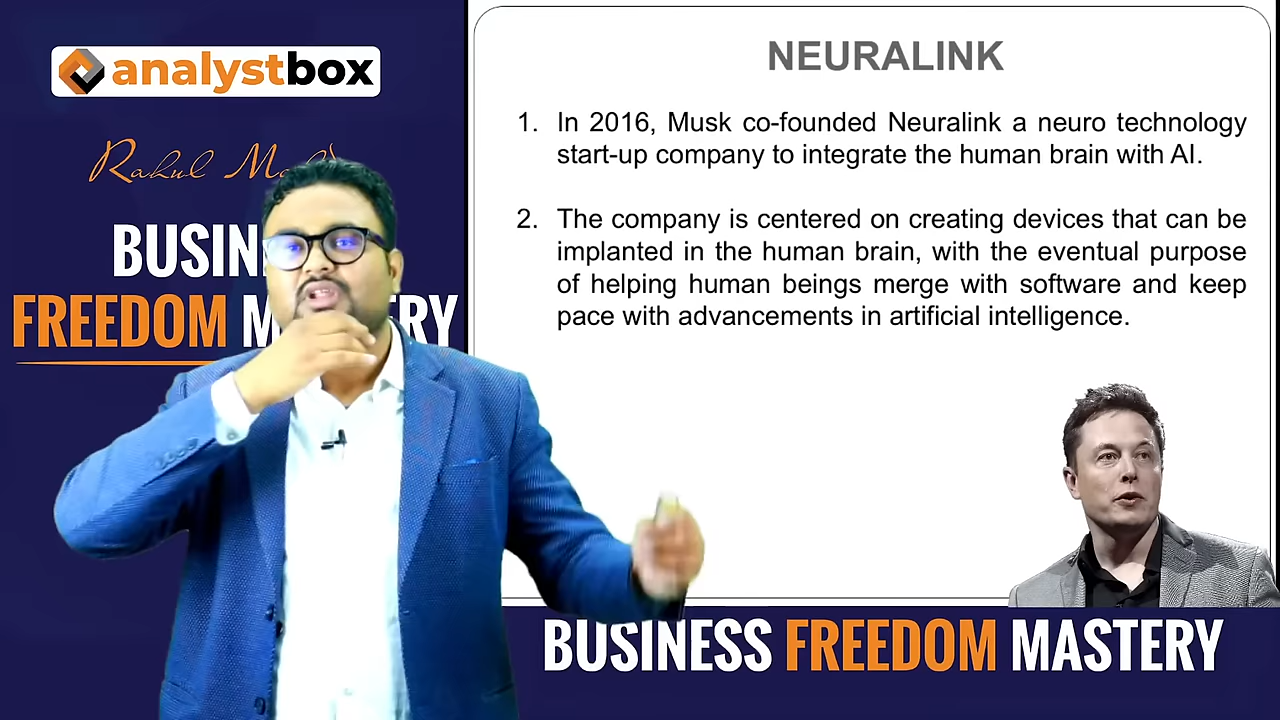 analystbox
Rahul
BUSIN
FREEDOM M RY
NEURALINK
1. In 2016, Musk co-founded Neuralink a neuro technology
start-up company to integrate the human brain with AI.
2. The company is centered on creating devices that can be
implanted in the human brain, with the eventual purpose
of helping human beings merge with software and keep
pace with advancements in artificial intelligence.
BUSINESS FREEDOM MASTERY